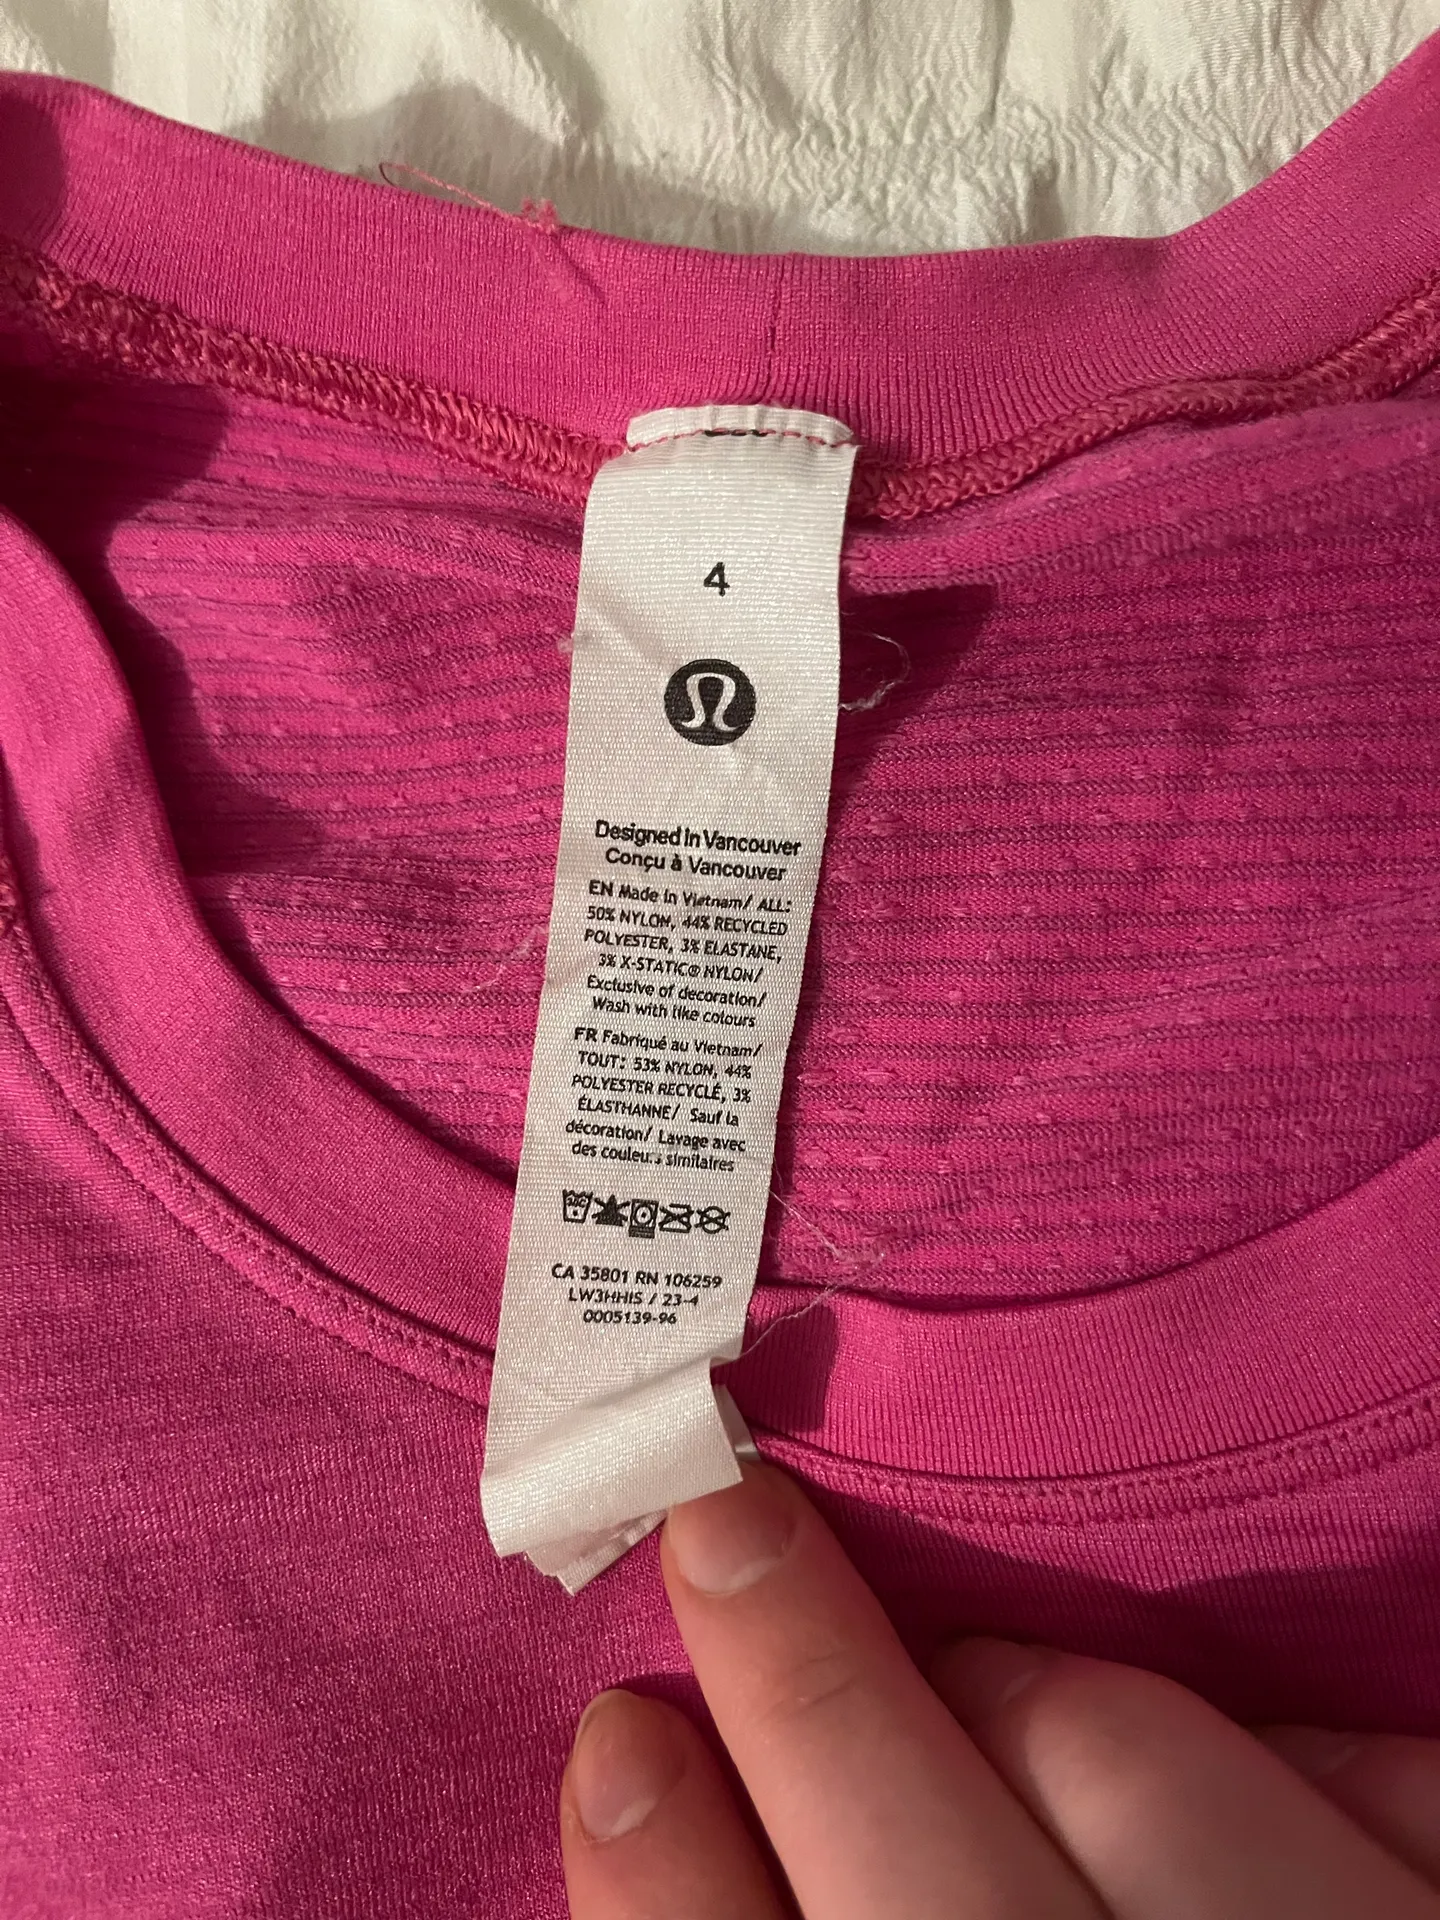 4
Designed in Vancouver
Conçu à Vancouver
EN Made in Vietnam/ ALL:
50% NYLON, 44% RECYCLED
POLYESTER, 3% ELASTANE,
3% X-STATIC® NYLON/
Exclusive of decoration/
Wash with like colours
FR Fabriqué au Vietnam/
TOUT: 53% NYLON, 44%
POLYESTER RECYCLÉ, 3%
ÉLASTHANNE/ Sauf la
décoration/ Lavage avec
des similaires
CA 35801 RN 106259
LW3HHIS / 23-4
0005139-96